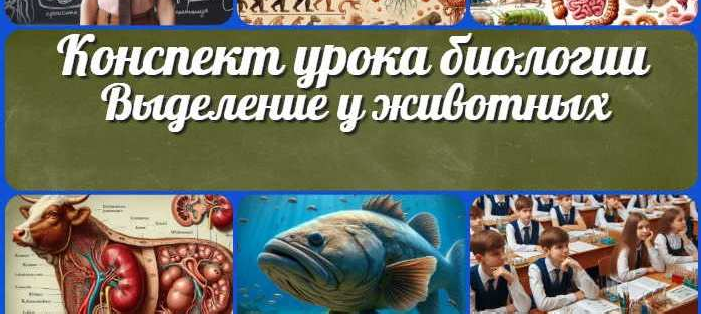 Конспект урока биологии
Выделение у животных